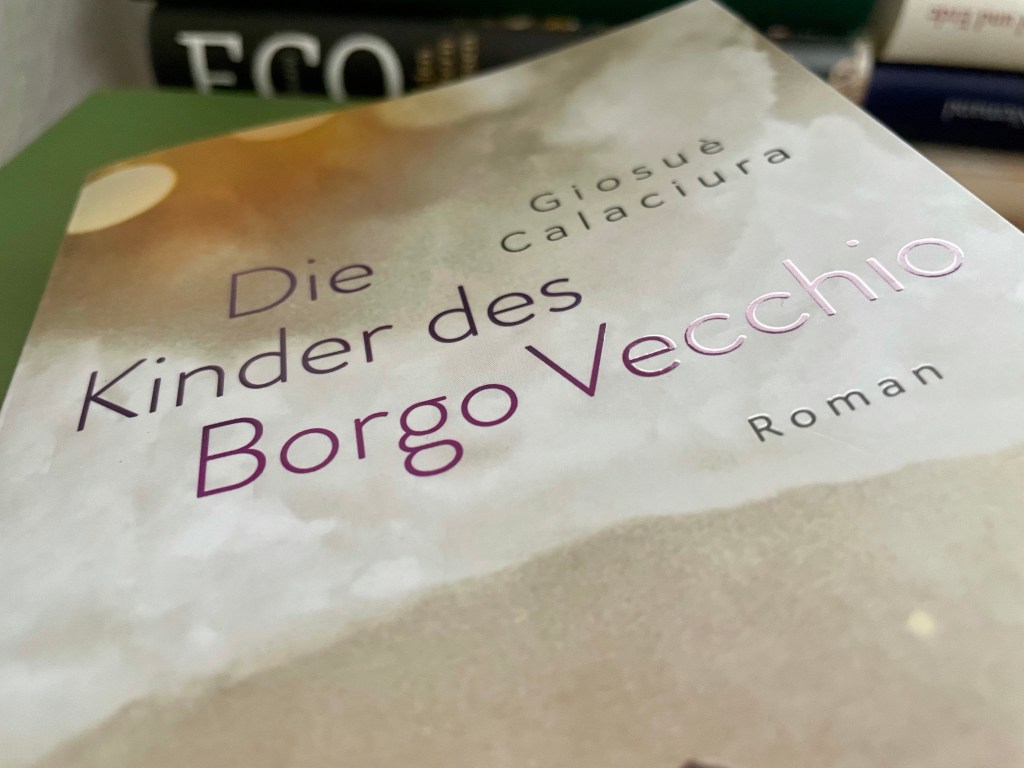 ECO
Giosuè
Calaciura
Die
Kinder des
Borgo Vecchio
Roman